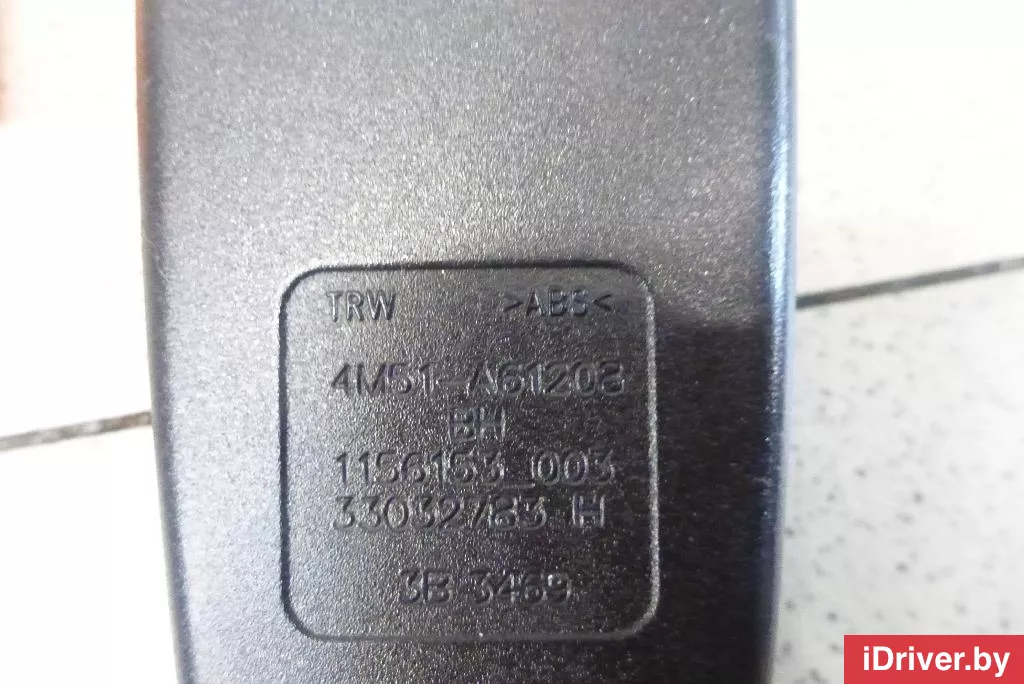 TRW >ABS<
4M51-A61208
BH
1156153_003
33032783 H
3B 3469
iDriver.by